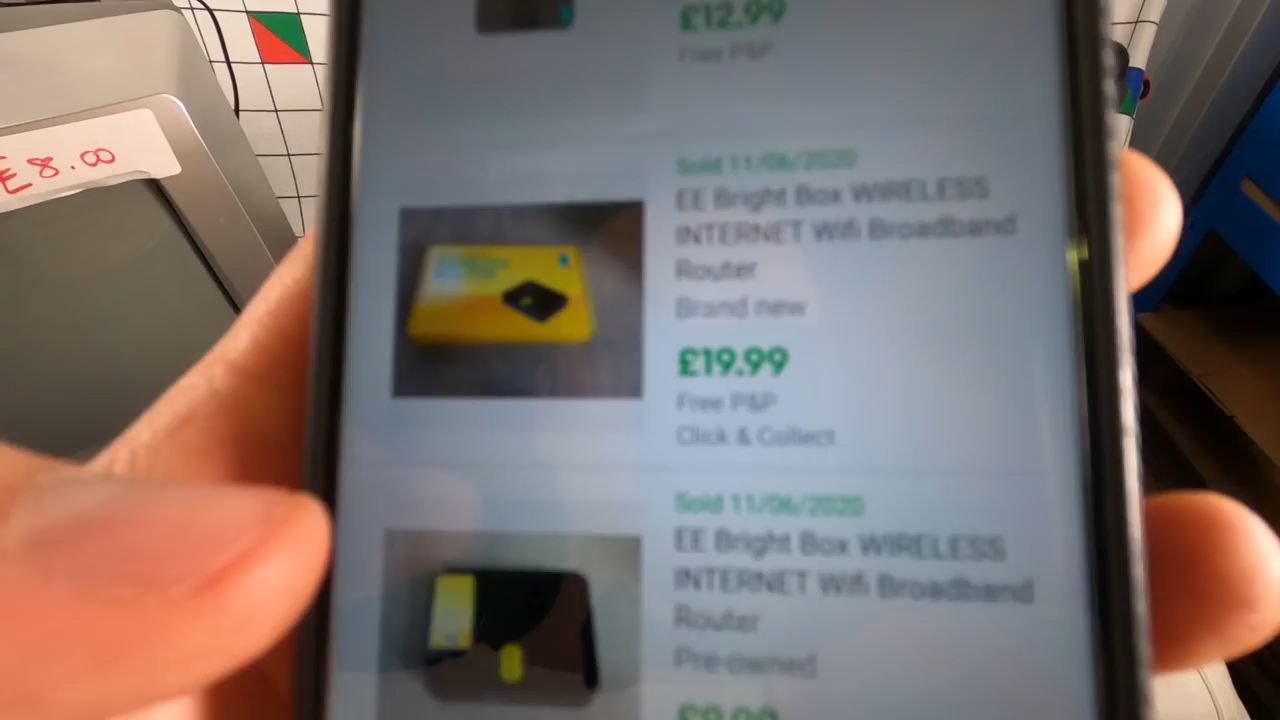 £12.99
Free P&P
£8.00
Sold 11/06/2020
EE Bright Box WIRELESS
INTERNET Wifi Broadband
Router
Brand new
£19.99
Free P&P
Click & Collect
Sold 11/06/2020
EE Bright Box WIRELESS
INTERNET Wifi Broadband
Router
Pre-owned
£9.99